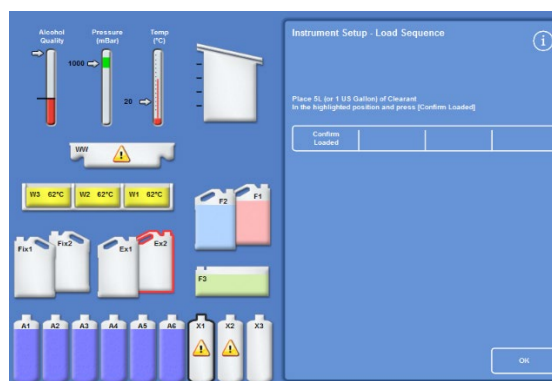 Alcohol Quality
Pressure (mBar)
Temp (°C)
1000
20
WW
W3 62°C
W2 62°C
W1 62°C
F2
F1
Fix1
Fix2
Ex1
Ex2
F3
A1
A2
A3
A4
A5
A6
X1
X2
X3
Instrument Setup - Load Sequence
i
Place 5L (or 1 US Gallon) of Clearant
In the highlighted position and press [Confirm Loaded]
Confirm
Loaded
OK